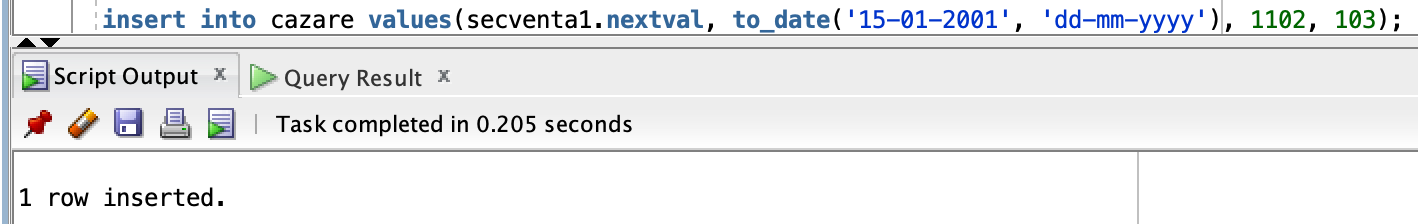 insert into cazare values(secventa1.nextval, to_date('15-01-2001', 'dd-mm-yyyy'), 1102, 103);
Script Output x Query Result x
Task completed in 0.205 seconds
1 row inserted.